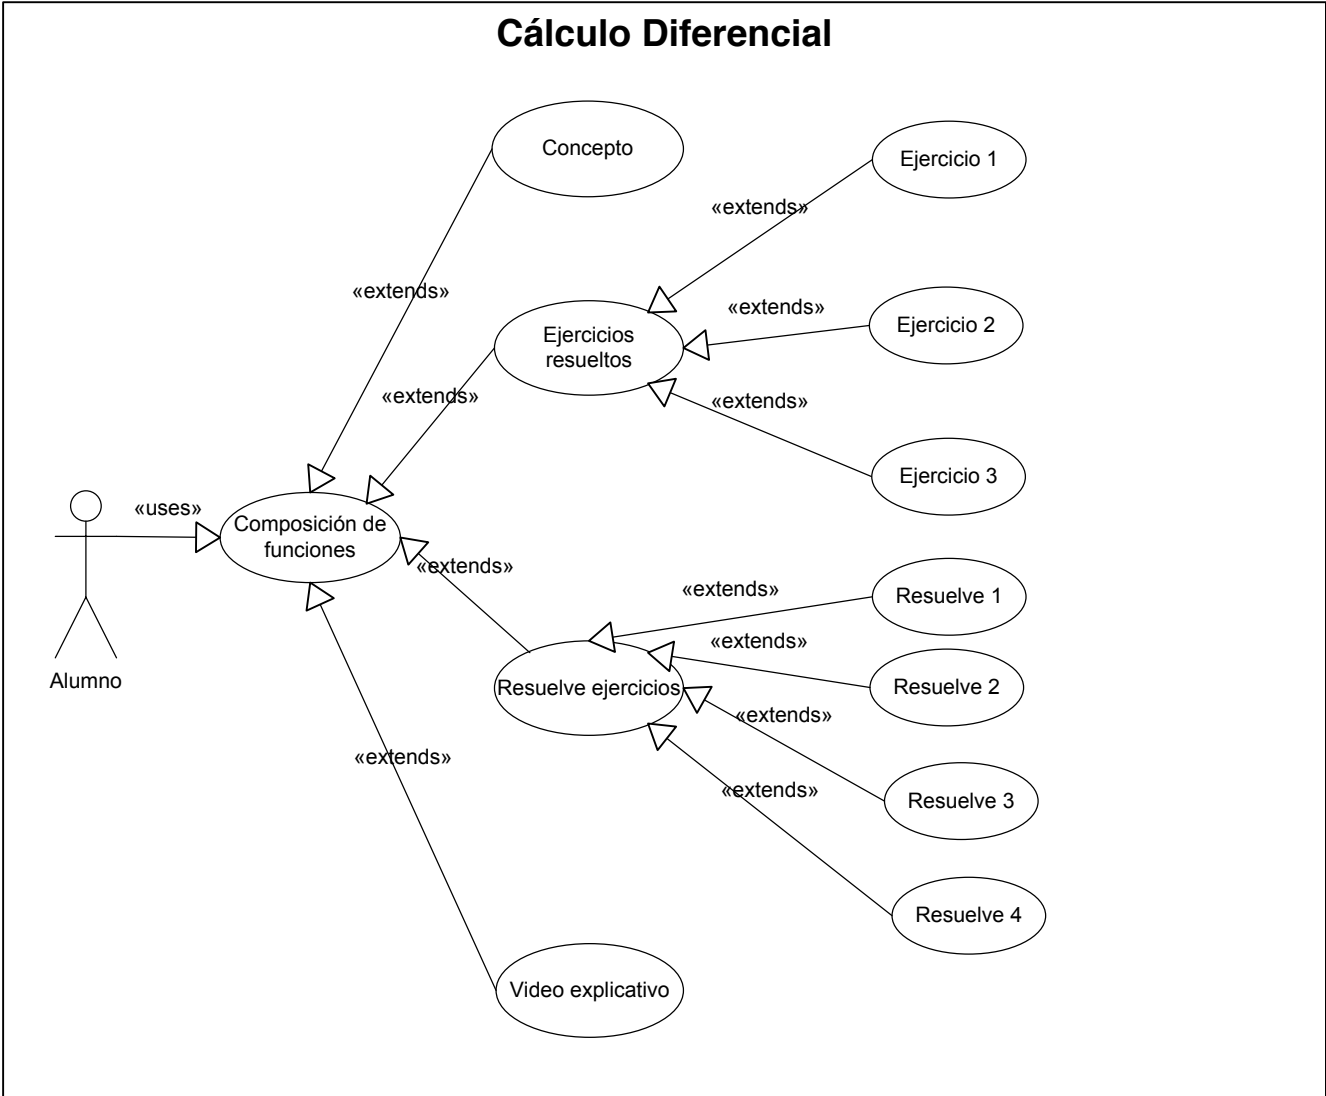 Cálculo Diferencial
Concepto
Ejercicio 1
«extends»
«extends»
Ejercicios
resueltos
«extends»
Ejercicio 2
«extends»
«extends»
Ejercicio 3
«uses»
Composición de
funciones
Alumno
«extends»
Resuelve ejercicios
«extends»
Resuelve 1
«extends»
Resuelve 2
«extends»
Resuelve 3
«extends»
Resuelve 4
«extends»
Video explicativo